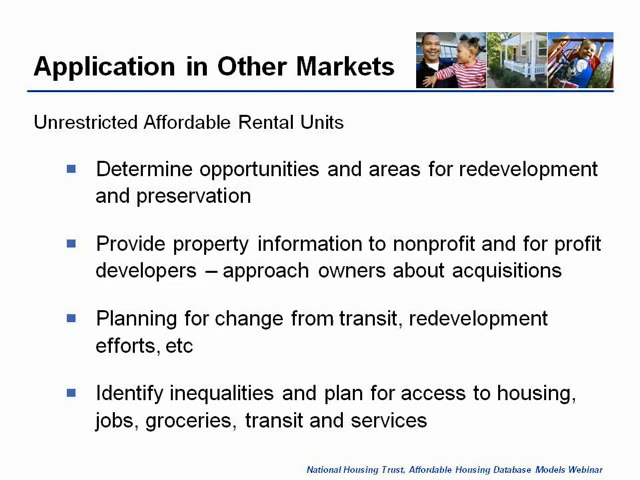 Application in Other Markets
Unrestricted Affordable Rental Units
Determine opportunities and areas for redevelopment
and preservation
Provide property information to nonprofit and for profit
developers – approach owners about acquisitions
Planning for change from transit, redevelopment
efforts, etc
Identify inequalities and plan for access to housing,
jobs, groceries, transit and services
National Housing Trust, Affordable Housing Database Models Webinar